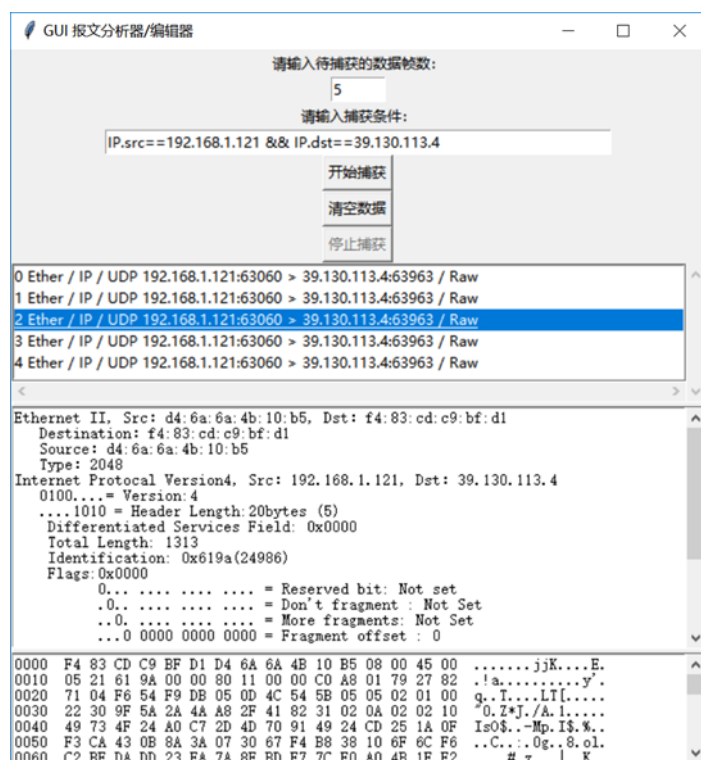 GUI 报文分析器/编辑器
请输入待捕获的数据帧数:
5
请输入捕获条件:
IP.src==192.168.1.121 && IP.dst==39.130.113.4
开始捕获
清空数据
停止捕获
0 Ether / IP / UDP 192.168.1.121:63060 > 39.130.113.4:63963 / Raw
1 Ether / IP / UDP 192.168.1.121:63060 > 39.130.113.4:63963 / Raw
2 Ether / IP / UDP 192.168.1.121:63060 > 39.130.113.4:63963 / Raw
3 Ether / IP / UDP 192.168.1.121:63060 > 39.130.113.4:63963 / Raw
4 Ether / IP / UDP 192.168.1.121:63060 > 39.130.113.4:63963 / Raw
Ethernet II, Src: d4:6a:6a:4b:10:b5, Dst: f4:83:cd:c9:bf:d1
Destination: f4:83:cd:c9:bf:d1
Source: d4:6a:6a:4b:10:b5
Type: 2048
Internet Protocal Version4, Src: 192.168.1.121, Dst: 39.130.113.4
0100....= Version:4
....1010 = Header Length:20bytes (5)
Differentiated Services Field: 0x0000
Total Length: 1313
Identification: 0x619a(24986)
Flags:0x0000
0... .... .... .... = Reserved bit: Not set
.0.. .... .... .... = Don't fragment : Not Set
..0. .... .... .... = More fragments: Not Set
...0 0000 0000 0000 = Fragment offset : 0
0000 F4 83 CD C9 BF D1 D4 6A 6A 4B 10 B5 08 00 45 00 .......jjK....E.
0010 05 21 61 9A 00 00 80 11 00 00 C0 A8 01 79 27 82 .!a..........y'.
0020 71 04 F6 54 F9 DB 05 0D 4C 54 5B 05 05 02 01 00 q..T....LT[.....
0030 22 30 9F 5A 2A 4A A8 2F 41 82 31 02 0A 02 02 10 "0.Z*J./A.1.....
0040 49 73 4F 24 A0 C7 2D 4D 70 91 49 24 CD 25 1A 0F IsO$..-Mp.I$.%..
0050 F3 CA 43 0B 8A 3A 07 30 67 F4 B8 38 10 6F 6C F6 ..C..:.0g..8.ol.